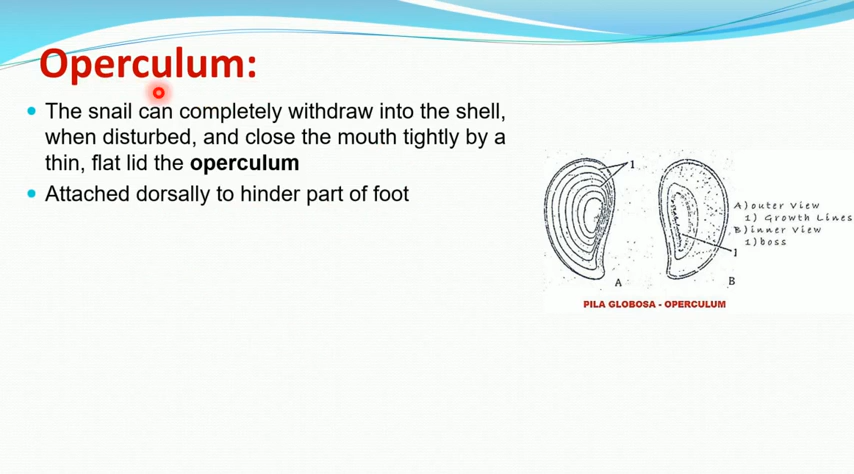 Operculum:
The snail can completely withdraw into the shell,
when disturbed, and close the mouth tightly by a
thin, flat lid the operculum
Attached dorsally to hinder part of foot
1
A)outer View
1) Growth Lines
B)inner View
1)boss
1
A
B
PILA GLOBOSA - OPERCULUM